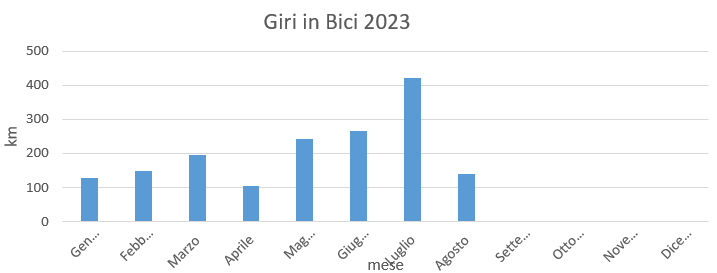 Giri in Bici 2023
500
400
300
200
100
0
km
Gen...
Febb...
Marzo
Aprile
Mag...
Giug...
Luglio
Agosto
Sette...
Otto...
Nove...
Dice...
mese